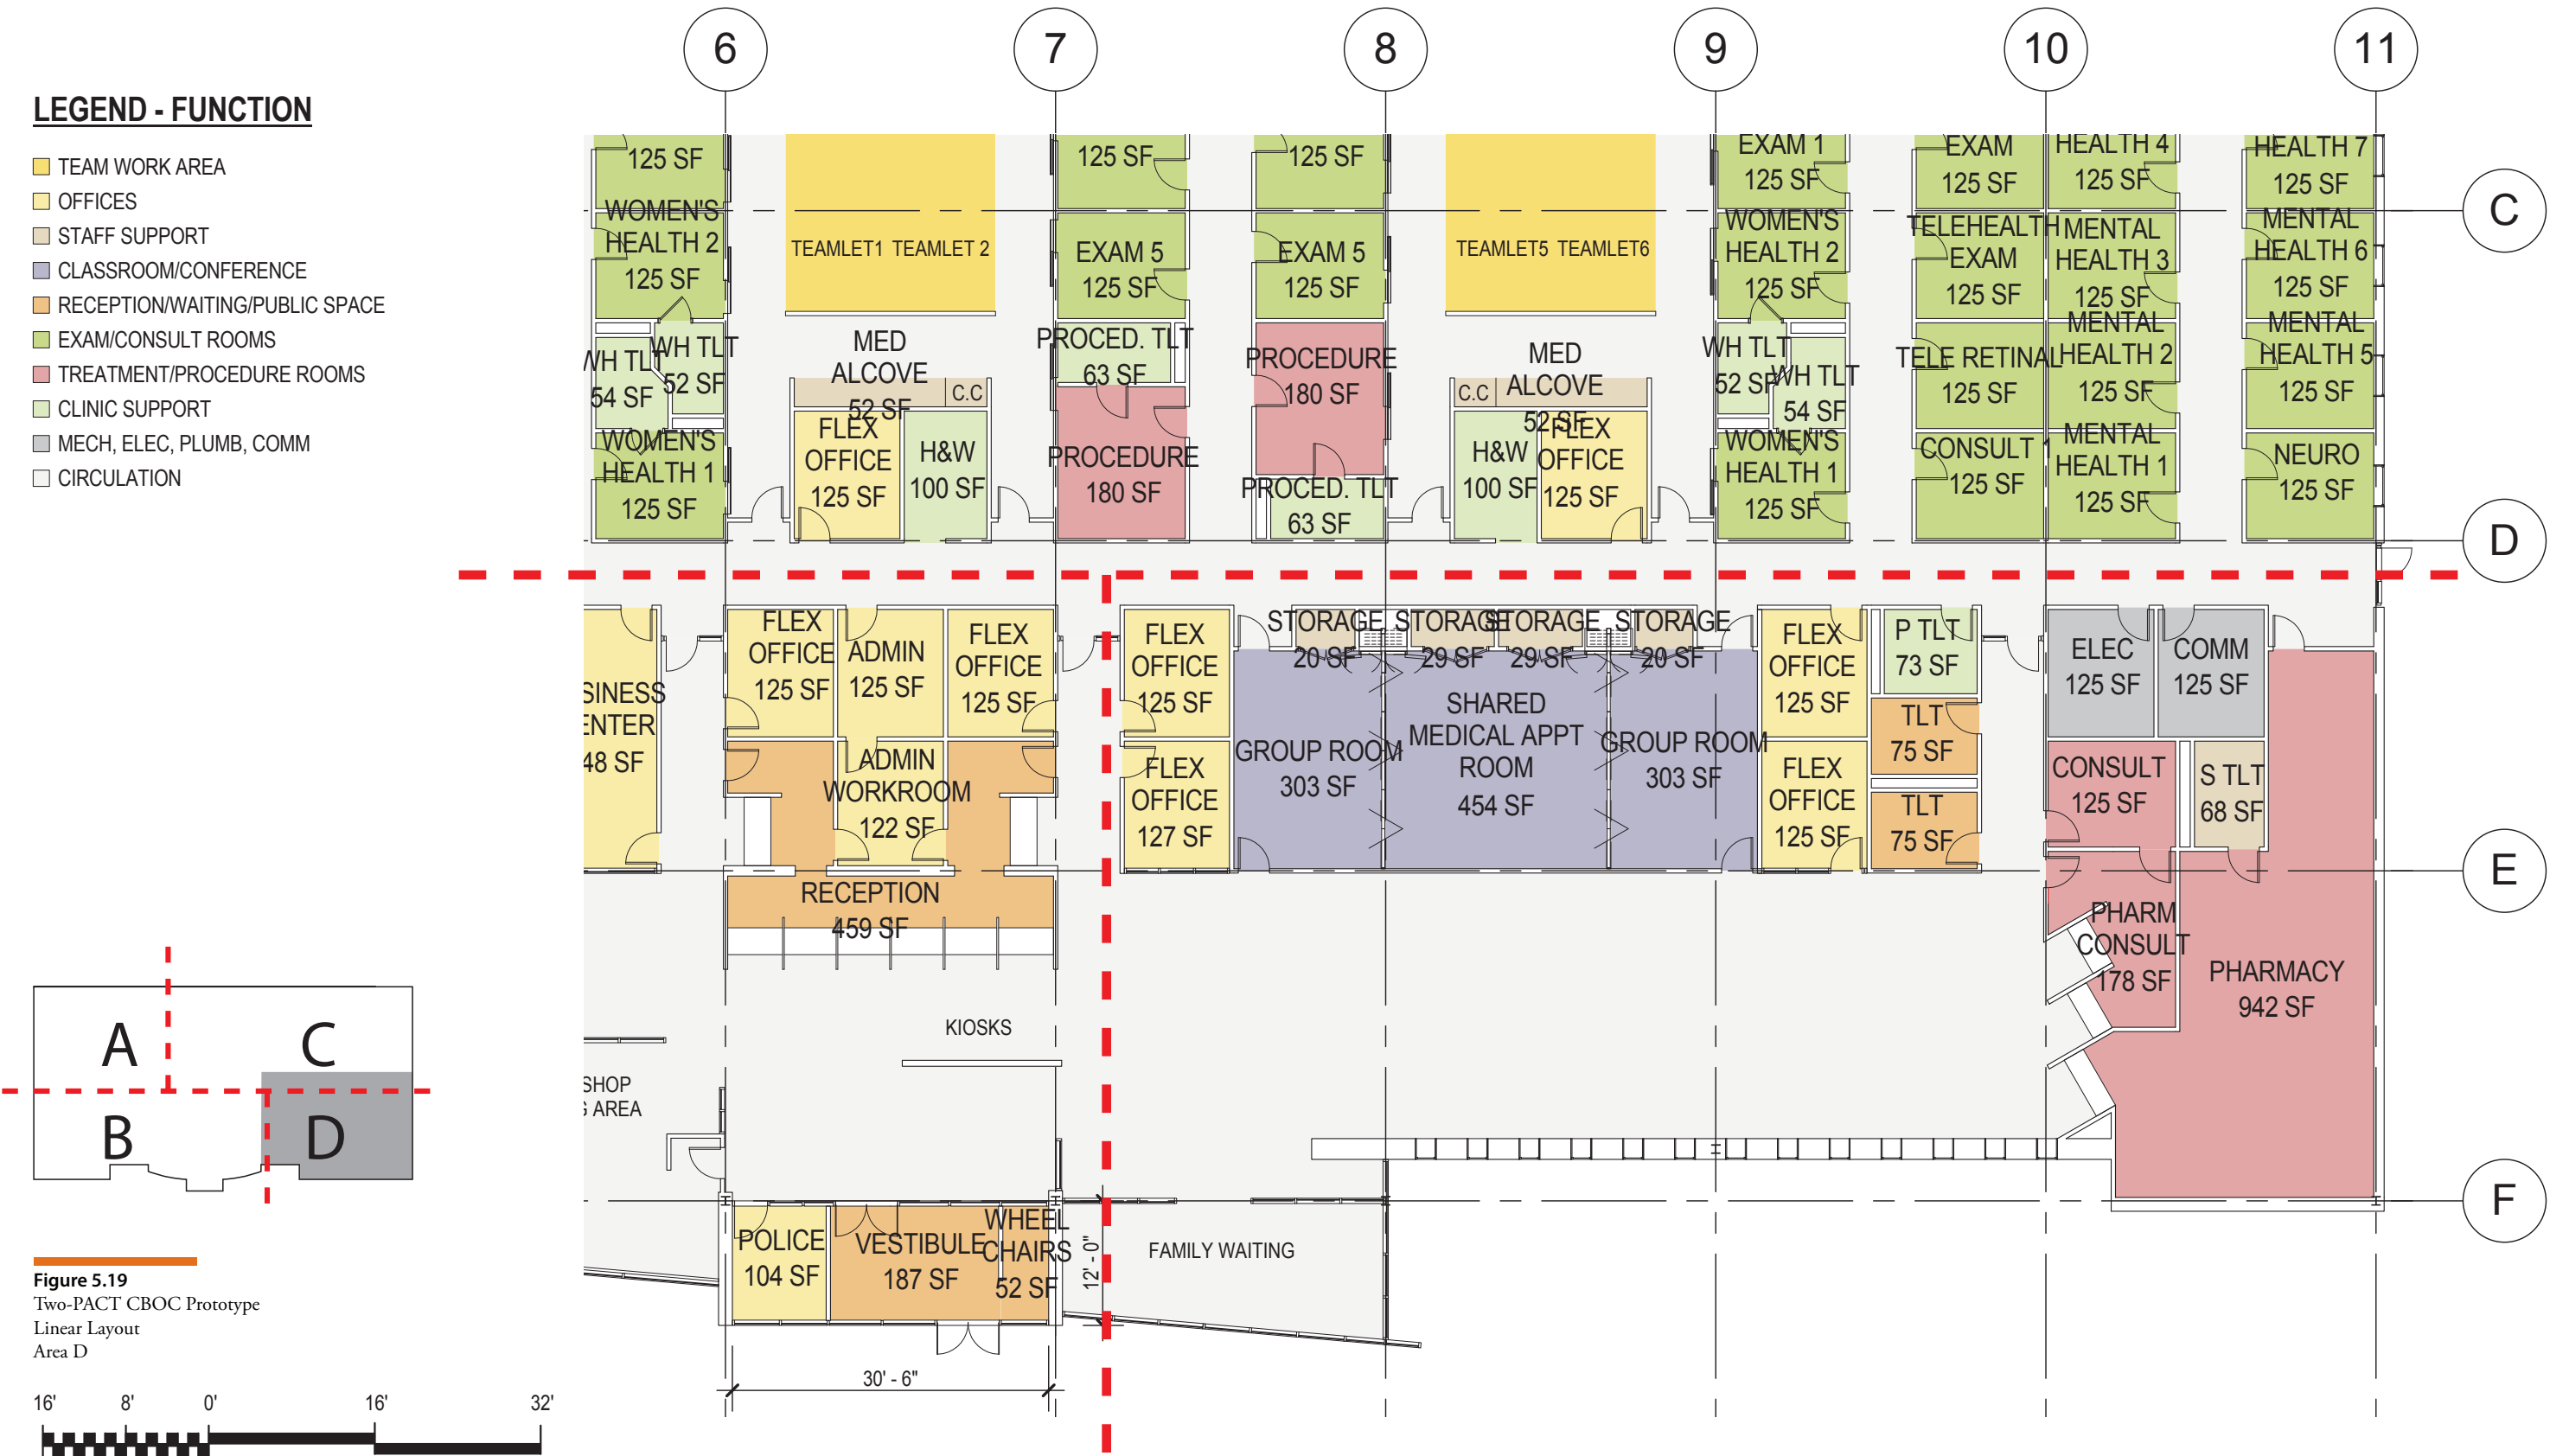 6
7
8
9
10
11
LEGEND - FUNCTION
TEAM WORK AREA
OFFICES
STAFF SUPPORT
CLASSROOM/CONFERENCE
RECEPTION/WAITING/PUBLIC SPACE
EXAM/CONSULT ROOMS
TREATMENT/PROCEDURE ROOMS
CLINIC SUPPORT
MECH, ELEC, PLUMB, COMM
CIRCULATION
125 SF
125 SF
125 SF
EXAM 1
125 SF
EXAM
125 SF
HEALTH 4
125 SF
HEALTH 7
125 SF
C
WOMEN'S
HEALTH 2
125 SF
TEAMLET1
TEAMLET 2
EXAM 5
125 SF
EXAM 5
125 SF
TEAMLET5
TEAMLET6
WOMEN'S
HEALTH 2
125 SF
TELEHEALTH
EXAM
125 SF
MENTAL
HEALTH 3
125 SF
MENTAL
HEALTH 6
125 SF
WH TLT
54 SF
WH TLT
52 SF
MED
ALCOVE
52 SF
C.C
PROCED. TLT
63 SF
PROCEDURE
180 SF
MED
ALCOVE
52 SF
C.C
WH TLT
52 SF
WH TLT
54 SF
TELE RETINAL
125 SF
MENTAL
HEALTH 2
125 SF
MENTAL
HEALTH 5
125 SF
WOMEN'S
HEALTH 1
125 SF
FLEX
OFFICE
125 SF
H&W
100 SF
PROCEDURE
180 SF
PROCED. TLT
63 SF
H&W
100 SF
FLEX
OFFICE
125 SF
WOMEN'S
HEALTH 1
125 SF
CONSULT 1
125 SF
MENTAL
HEALTH 1
125 SF
NEURO
125 SF
D
SINESS
ENTER
48 SF
FLEX
OFFICE
125 SF
ADMIN
125 SF
FLEX
OFFICE
125 SF
FLEX
OFFICE
125 SF
STORAGE
20 SF
STORAGE
29 SF
STORAGE
29 SF
STORAGE
20 SF
FLEX
OFFICE
125 SF
P TLT
73 SF
ELEC
125 SF
COMM
125 SF
ADMIN
WORKROOM
122 SF
FLEX
OFFICE
127 SF
GROUP ROOM
303 SF
SHARED
MEDICAL APPT
ROOM
454 SF
GROUP ROOM
303 SF
FLEX
OFFICE
125 SF
TLT
75 SF
TLT
75 SF
CONSULT
125 SF
S TLT
68 SF
E
RECEPTION
459 SF
PHARM
CONSULT
178 SF
PHARMACY
942 SF
KIOSKS
SHOP
G AREA
A
B
C
D
F
POLICE
104 SF
VESTIBULE
187 SF
WHEEL
CHAIRS
52 SF
12' - 0"
FAMILY WAITING
30' - 6"
Figure 5.19
Two-PACT CBOC Prototype
Linear Layout
Area D
16' 8' 0' 16' 32'